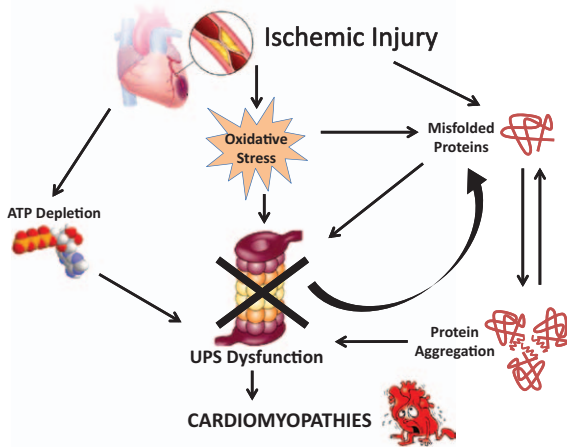 Ischemic Injury
Oxidative
Stress
Misfolded
Proteins
ATP Depletion
Protein
Aggregation
UPS Dysfunction
CARDIOMYOPATHIES